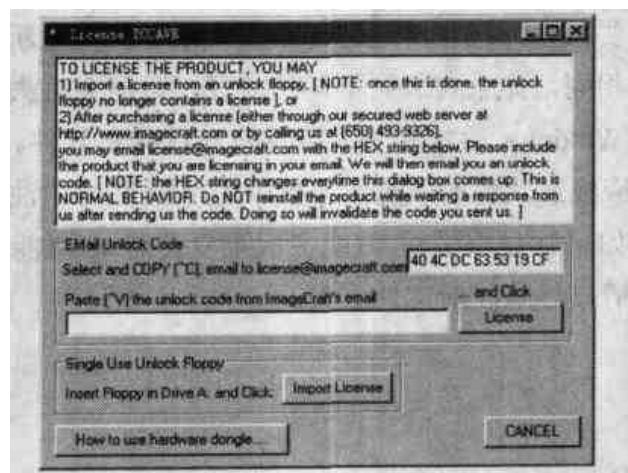 * License ICCAVR
TO LICENSE THE PRODUCT, YOU MAY
1) Import a license from an unlock floppy. [ NOTE: once this is done, the unlock
floppy no longer contains a license ], or
2) After purchasing a license [either through our secured web server at
http://www.imagecraft.com or by calling us at (650) 493-9326],
you may email license@imagecraft.com with the HEX string below. Please include
the product that you are licensing in your email. We will then email you an unlock
code. [ NOTE: the HEX string changes everytime this dialog box comes up. This is
NORMAL BEHAVIOR. Do NOT reinstall the product while waiting a response from
us after sending us the code. Doing so will invalidate the code you sent us. ]
EMail Unlock Code
Select and COPY [^C], email to license@imagecraft.com 40 4C DC 63 53 19 CF
Paste [^V] the unlock code from ImageCraft's email ... and Click
License
Single Use Unlock Floppy
Insert Floppy in Drive A: and Click: Import License
How to use hardware dongle... CANCEL